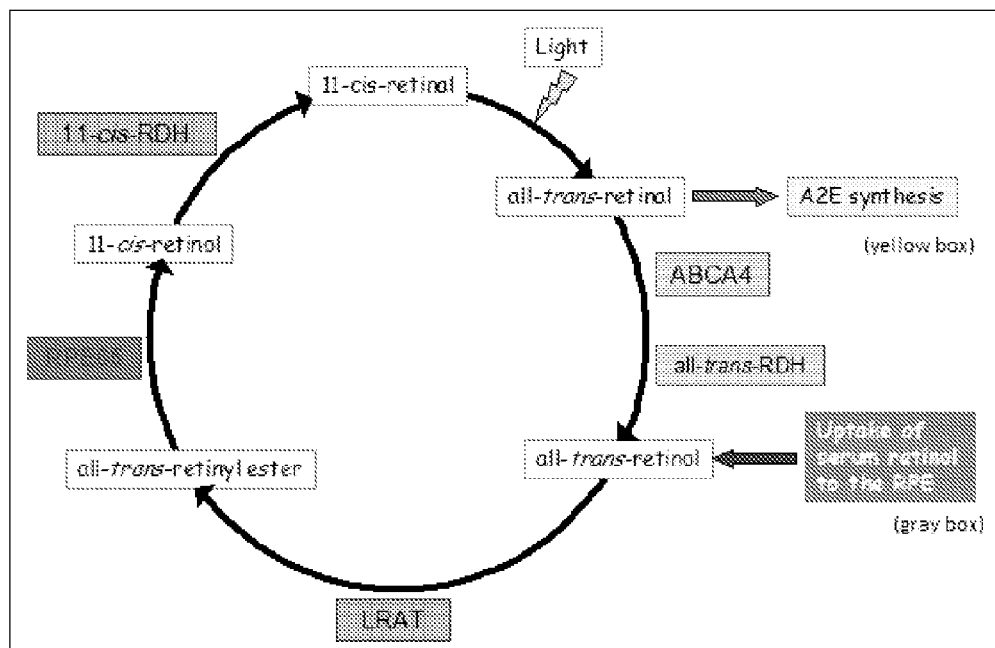 Light
11-cis-retinal
11-cis-RDH
all-trans-retinal
A2E synthesis
(yellow box)
11-cis-retinol
ABCA4
all-trans-RDH
all-trans-retinyl ester
all-trans-retinol
Uptake of
serum retinol
to the RPE
(gray box)
LRAT